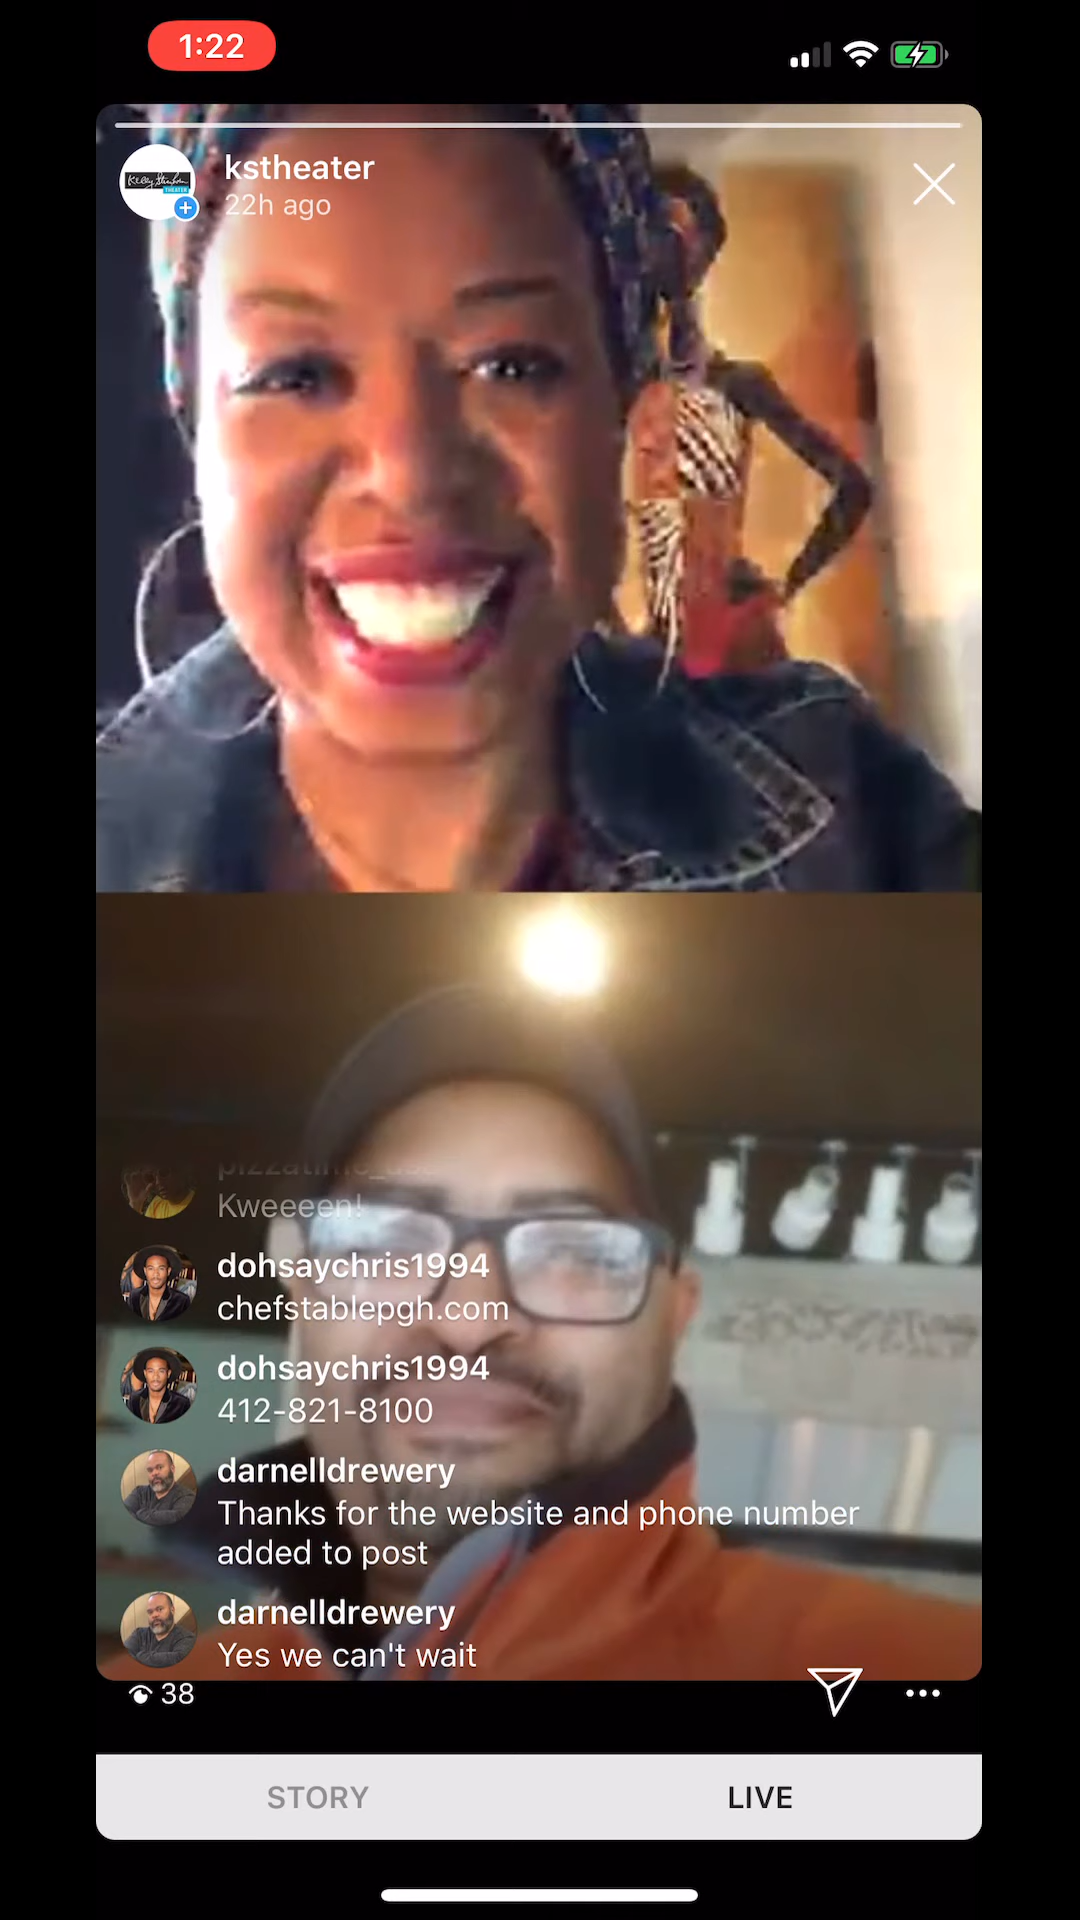 1:22
kstheater
22h ago
Kweeeen!
dohsaychris1994
chefstablepgh.com
dohsaychris1994
412-821-8100
darnelldrewery
Thanks for the website and phone number
added to post
darnelldrewery
Yes we can't wait
38
STORY
LIVE